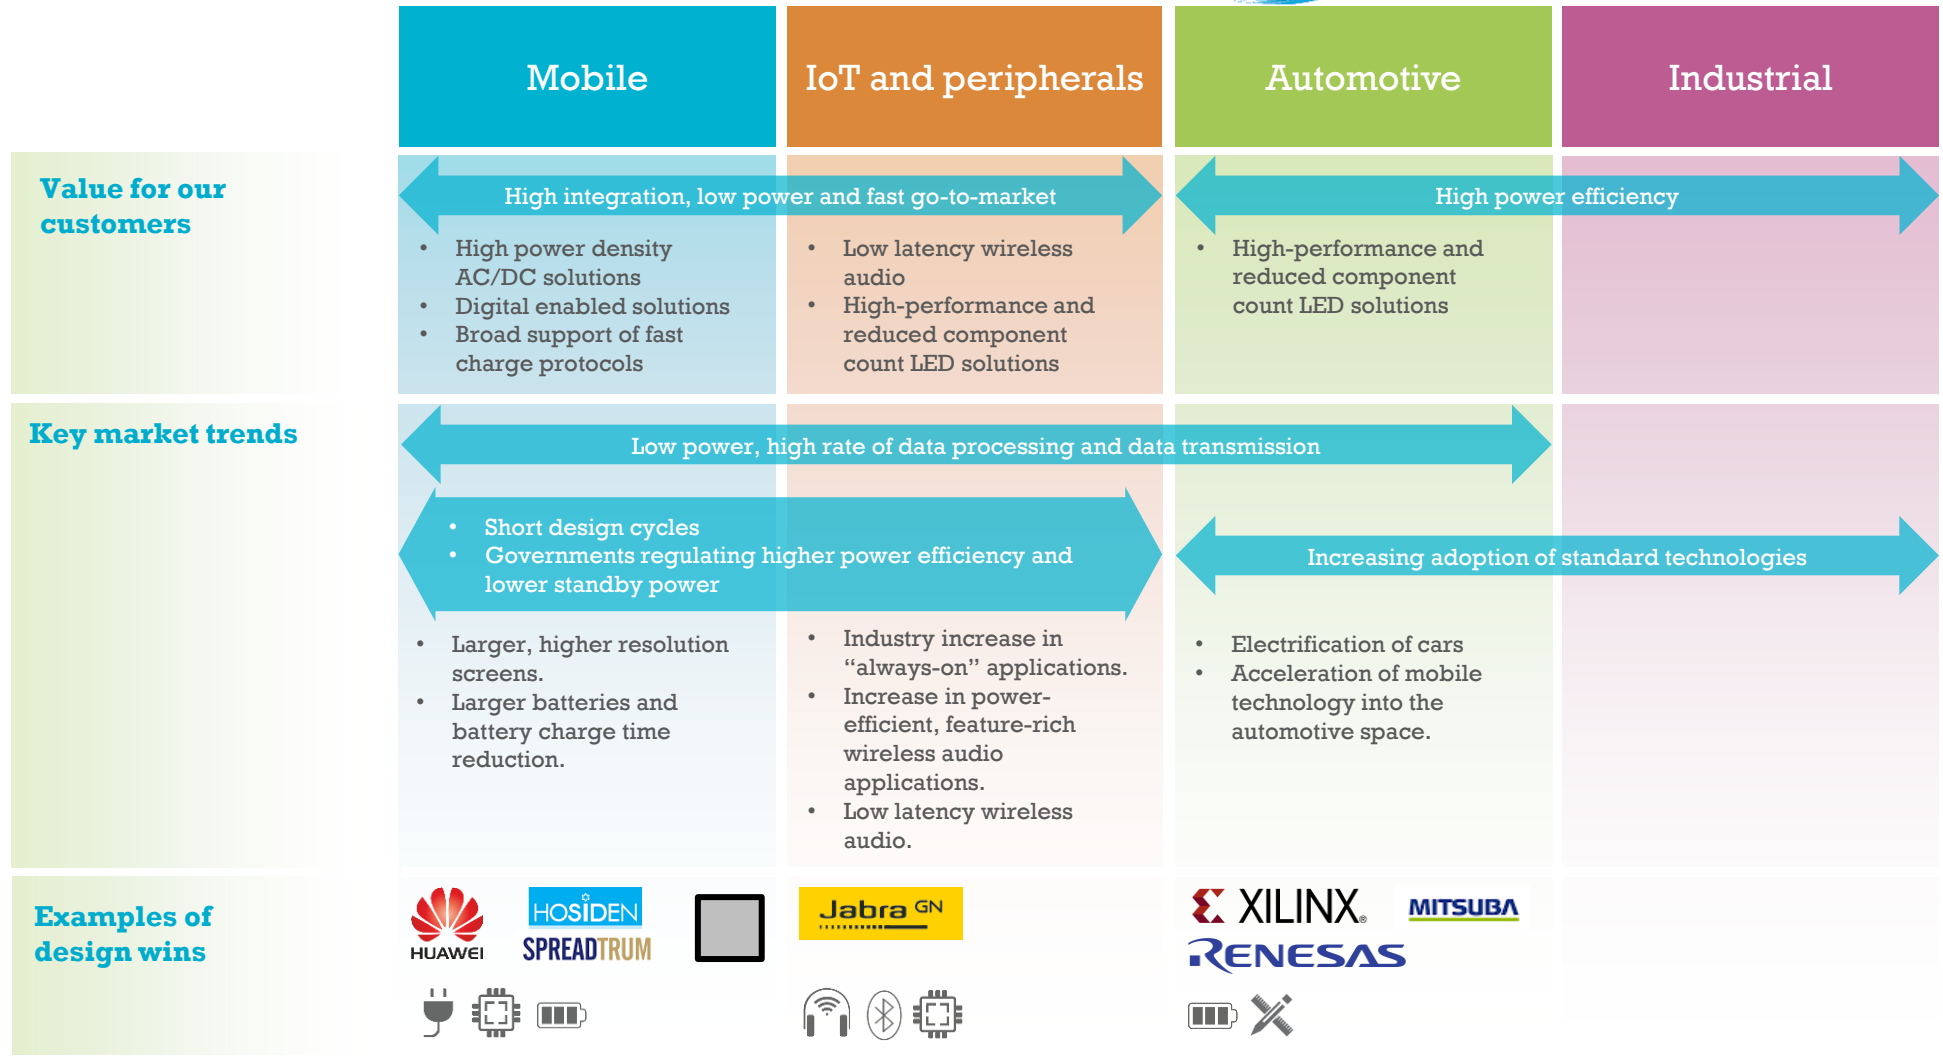 Mobile
IoT and peripherals
Automotive
Industrial
Value for our
customers
High integration, low power and fast go-to-market
High power efficiency
• High power density
AC/DC solutions
• Digital enabled solutions
• Broad support of fast
charge protocols
• Low latency wireless
audio
• High-performance and
reduced component
count LED solutions
• High-performance and
reduced component
count LED solutions
Key market trends
Low power, high rate of data processing and data transmission
• Short design cycles
• Governments regulating higher power efficiency and
lower standby power
Increasing adoption of standard technologies
• Larger, higher resolution
screens.
• Larger batteries and
battery charge time
reduction.
• Industry increase in
“always-on” applications.
• Increase in power-
efficient, feature-rich
wireless audio
applications.
• Low latency wireless
audio.
• Electrification of cars
• Acceleration of mobile
technology into the
automotive space.
Examples of
design wins
HUAWEI
HOSIDEN
SPREADTRUM
Jabra GN
XILINX®
MITSUBA
RENESAS